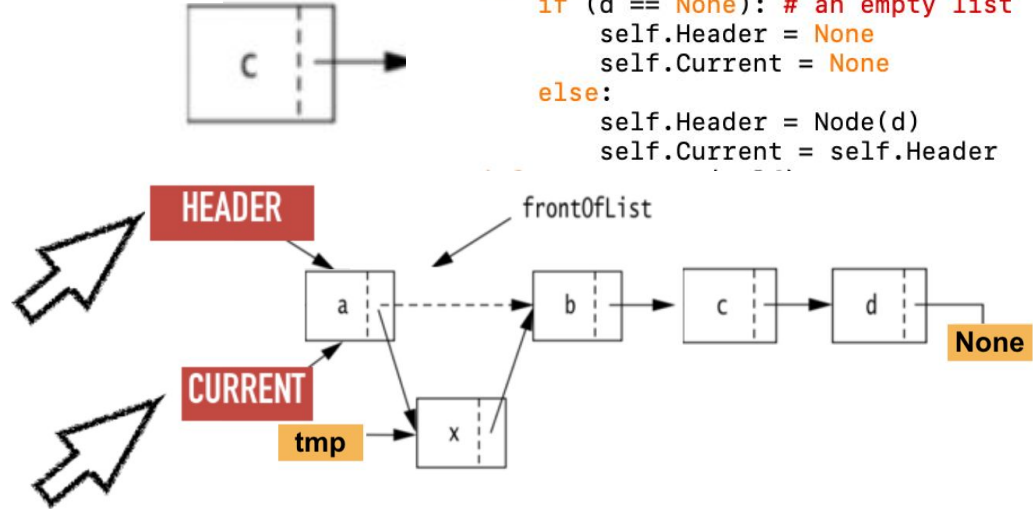 C
if (d == None): # an empty list
    self.Header = None
    self.Current = None
else:
    self.Header = Node(d)
    self.Current = self.Header
HEADER
frontOfList
a
b
c
d
None
CURRENT
tmp
x